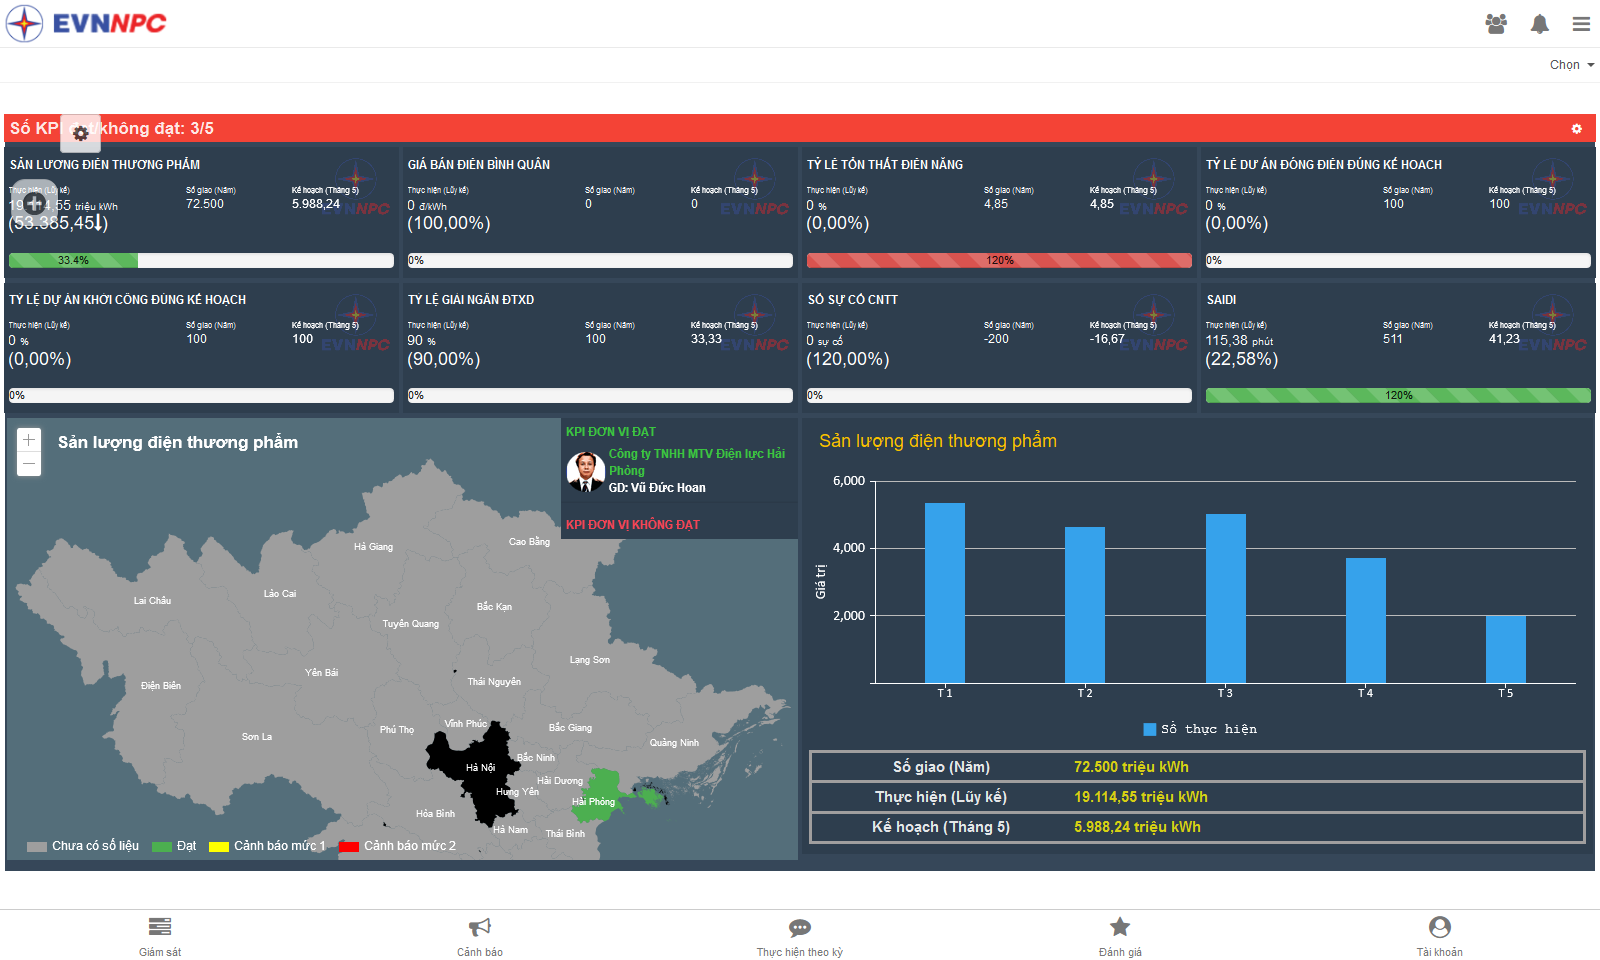 EVNNPC
Chọn
Số KPI đạt/không đạt: 3/5
SẢN LƯỢNG ĐIỆN THƯƠNG PHẨM
Thực hiện (Lũy kế)
Số giao (Năm)
Kế hoạch (Tháng 5)
19.114,55 triệu kWh
72.500
5.988,24
(53.385,45↓)
33.4%
GIÁ BÁN ĐIỆN BÌNH QUÂN
Thực hiện (Lũy kế)
Số giao (Năm)
Kế hoạch (Tháng 5)
0 đ/kWh
0
0
(100,00%)
0%
TỶ LỆ TỔN THẤT ĐIỆN NĂNG
Thực hiện (Lũy kế)
Số giao (Năm)
Kế hoạch (Tháng 5)
0 %
4,85
4,85
(0,00%)
120%
TỶ LỆ DỰ ÁN ĐÓNG ĐIỆN ĐÚNG KẾ HOẠCH
Thực hiện (Lũy kế)
Số giao (Năm)
Kế hoạch (Tháng 5)
0 %
100
100
(0,00%)
0%
TỶ LỆ DỰ ÁN KHỞI CÔNG ĐÚNG KẾ HOẠCH
Thực hiện (Lũy kế)
Số giao (Năm)
Kế hoạch (Tháng 5)
0 %
100
100
(0,00%)
0%
TỶ LỆ GIẢI NGÂN ĐTXD
Thực hiện (Lũy kế)
Số giao (Năm)
Kế hoạch (Tháng 5)
90 %
100
33,33
(90,00%)
0%
SỐ SỰ CỐ CNTT
Thực hiện (Lũy kế)
Số giao (Năm)
Kế hoạch (Tháng 5)
0 sự cố
-200
-16,67
(120,00%)
0%
SAIDI
Thực hiện (Lũy kế)
Số giao (Năm)
Kế hoạch (Tháng 5)
115,38 phút
511
41,23
(22,58%)
120%
Sản lượng điện thương phẩm
KPI ĐƠN VỊ ĐẠT
Công ty TNHH MTV Điện lực Hải
Phòng
GD: Vũ Đức Hoan
KPI ĐƠN VỊ KHÔNG ĐẠT
Hà Giang
Cao Bằng
Lai Châu
Lào Cai
Bắc Kạn
Tuyên Quang
Lạng Sơn
Yên Bái
Thái Nguyên
Điện Biên
Vĩnh Phúc
Phú Thọ
Bắc Giang
Sơn La
Quảng Ninh
Bắc Ninh
Hà Nội
Hải Dương
Hưng Yên
Hải Phòng
Hòa Bình
Hà Nam
Thái Bình
Chưa có số liệu
Đạt
Cảnh báo mức 1
Cảnh báo mức 2
Sản lượng điện thương phẩm
6,000
4,000
2,000
Giá trị
T1
T2
T3
T4
T5
Số thực hiện
Số giao (Năm)
72.500 triệu kWh
Thực hiện (Lũy kế)
19.114,55 triệu kWh
Kế hoạch (Tháng 5)
5.988,24 triệu kWh
Giám sát
Cảnh báo
Thực hiện theo kỳ
Đánh giá
Tài khoản